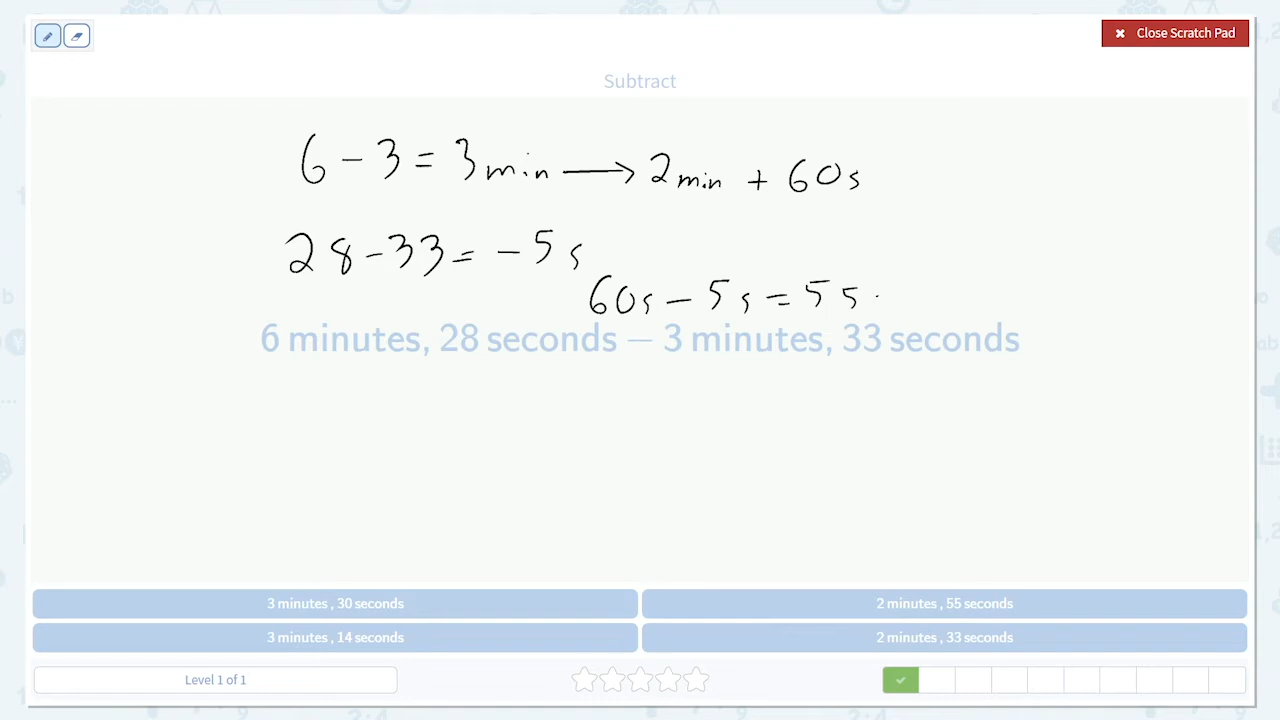 Close Scratch Pad
Subtract
6 - 3 = 3 min → 2 min + 60s
28 - 33 = -5 s
60s - 5s = 55
6 minutes, 28 seconds − 3 minutes, 33 seconds
3 minutes , 30 seconds
2 minutes , 55 seconds
3 minutes , 14 seconds
2 minutes , 33 seconds
Level 1 of 1